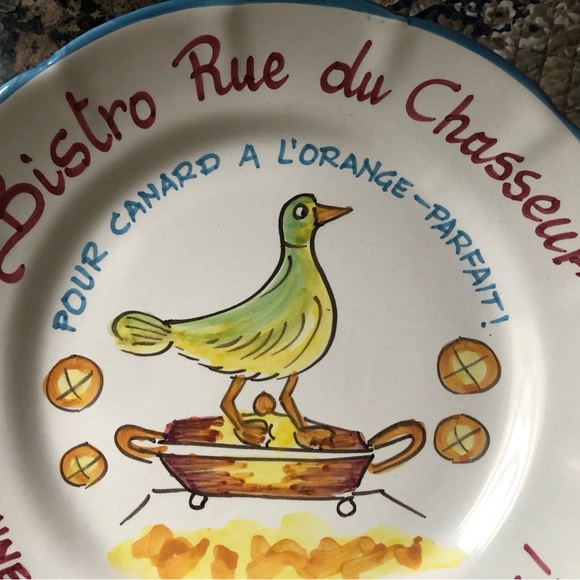 Bistro Rue du Chasseur
POUR CANARD A L'ORANGE-PARFAIT!